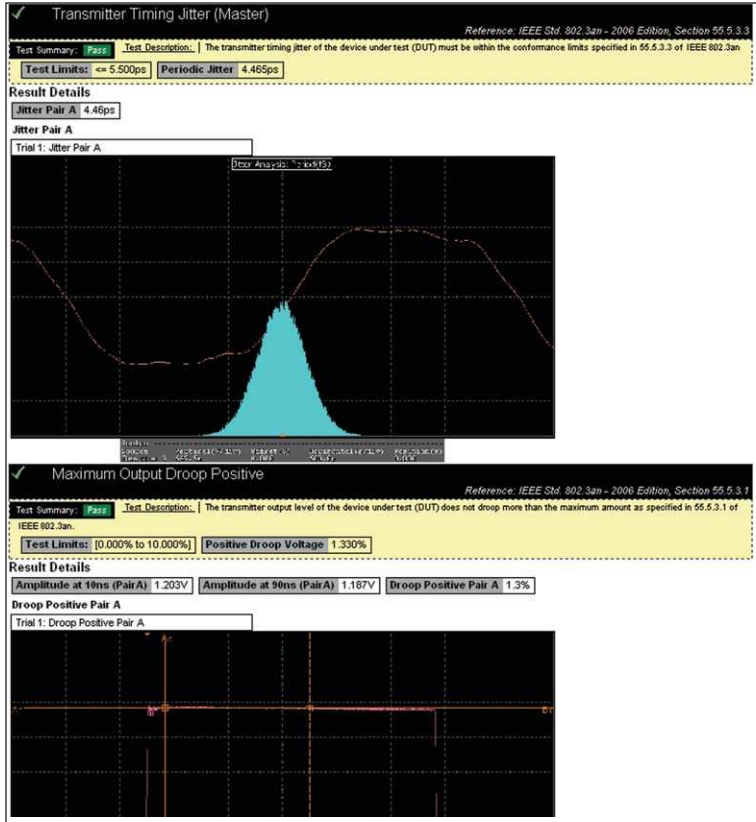 Transmitter Timing Jitter (Master)
Reference: IEEE Std. 802.3an - 2006 Edition, Section 55.5.3.3
Test Summary: Pass Test Description: The transmitter timing jitter of the device under test (DUT) must be within the conformance limits specified in 55.5.3.3 of IEEE 802.3an
Test Limits: <= 5.500ps Periodic Jitter 4.465ps
Result Details
Jitter Pair A 4.46ps
Jitter Pair A
Trial 1: Jitter Pair A
Jitter Analysis:
Maximum Output Droop Positive
Reference: IEEE Std. 802.3an - 2006 Edition, Section 55.5.3.1
Test Summary: Pass Test Description: The transmitter output level of the device under test (DUT) does not droop more than the maximum amount as specified in 55.5.3.1 of
IEEE 802.3an.
Test Limits: [0.000% to 10.000%] Positive Droop Voltage 1.330%
Result Details
Amplitude at 10ns (PairA) 1.203V Amplitude at 90ns (PairA) 1.187V Droop Positive Pair A 1.3%
Droop Positive Pair A
Trial 1: Droop Positive Pair A